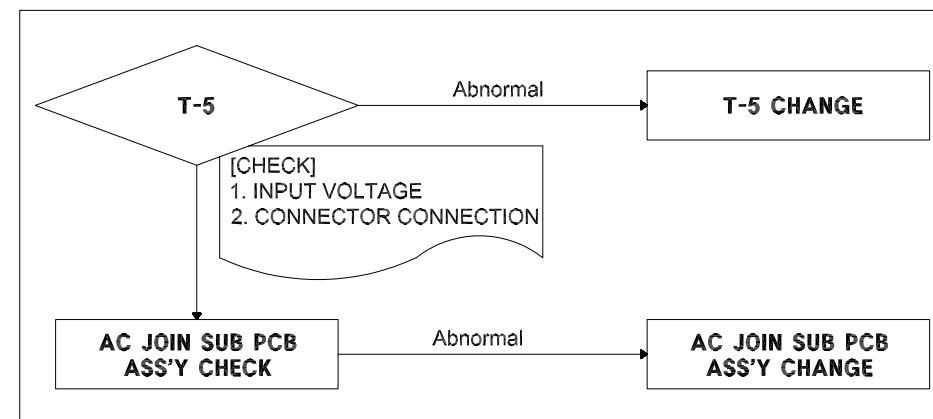 T-5
Abnormal
T-5 CHANGE
[CHECK]
1. INPUT VOLTAGE
2. CONNECTOR CONNECTION
AC JOIN SUB PCB
ASS'Y CHECK
Abnormal
AC JOIN SUB PCB
ASS'Y CHANGE